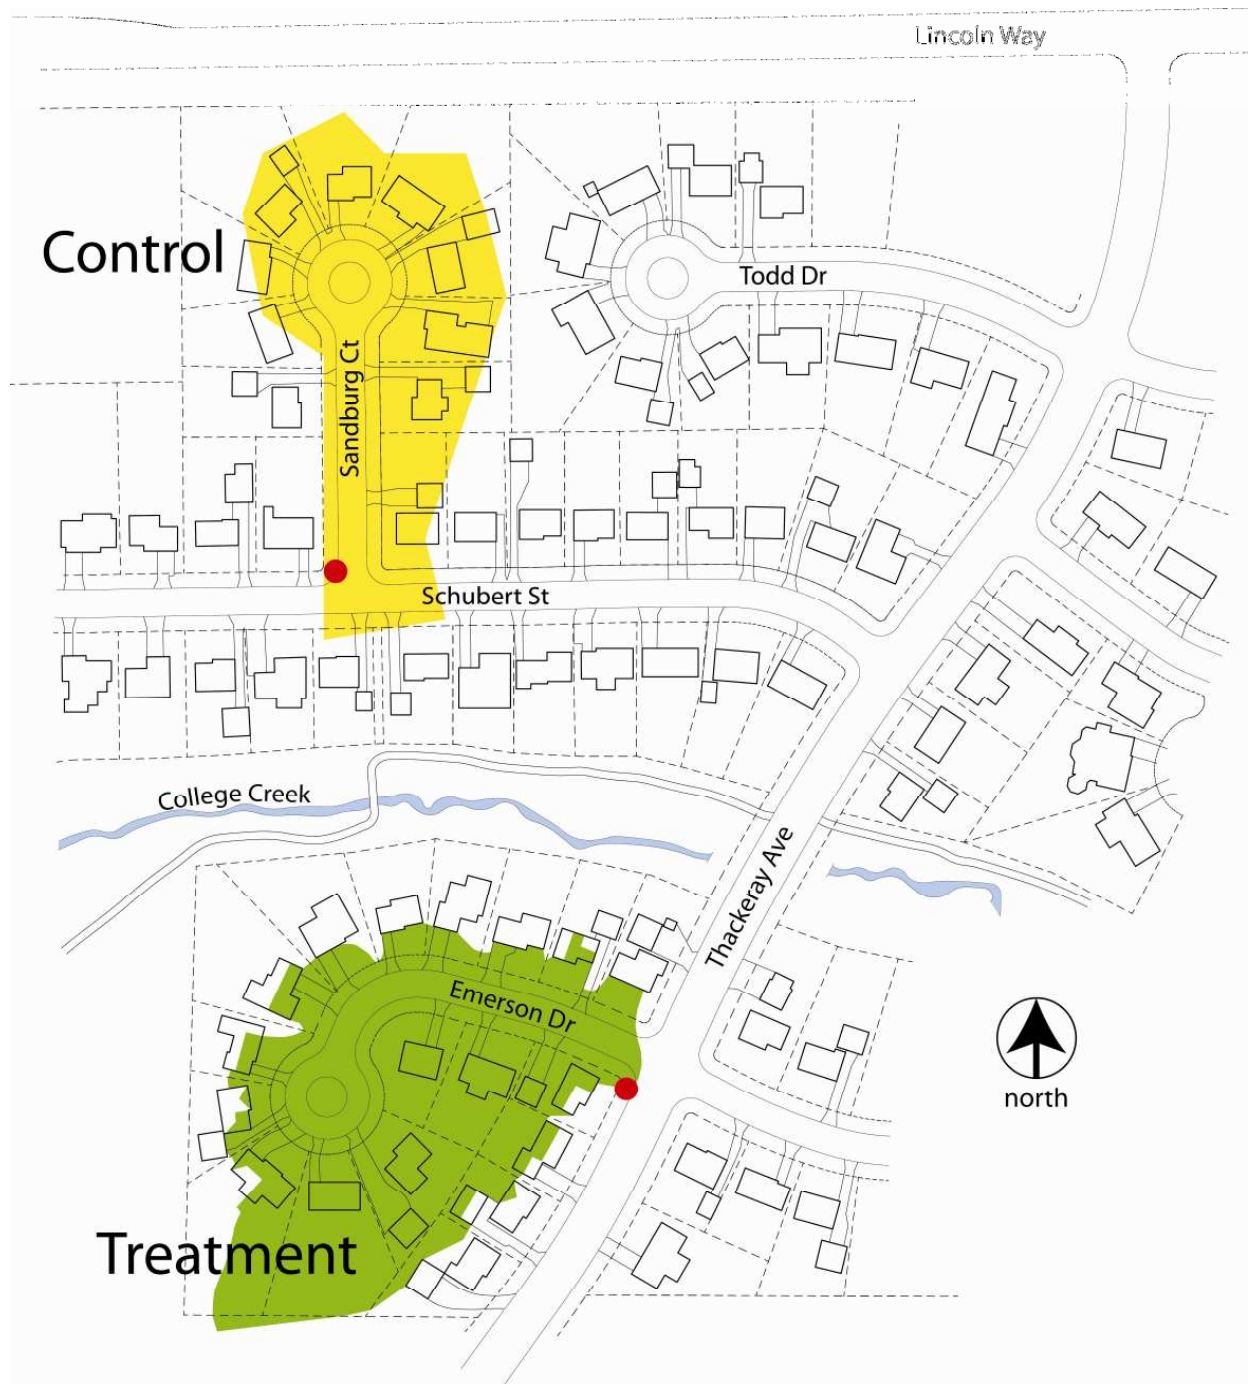 Lincoln Way
Control
Todd Dr
Sandburg Ct
Schubert St
College Creek
Thackeray Ave
Emerson Dr
north
Treatment